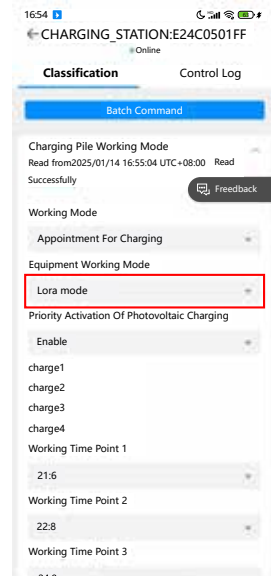 16:54
CHARGING_STATION:E24C0501FF
Online
Classification Control Log
Batch Command
Charging Pile Working Mode
Read from2025/01/14 16:55:04 UTC+08:00 Read
Successfully
Freedback
Working Mode
Appointment For Charging
Equipment Working Mode
Lora mode
Priority Activation Of Photovoltaic Charging
Enable
charge1
charge2
charge3
charge4
Working Time Point 1
21:6
Working Time Point 2
22:8
Working Time Point 3